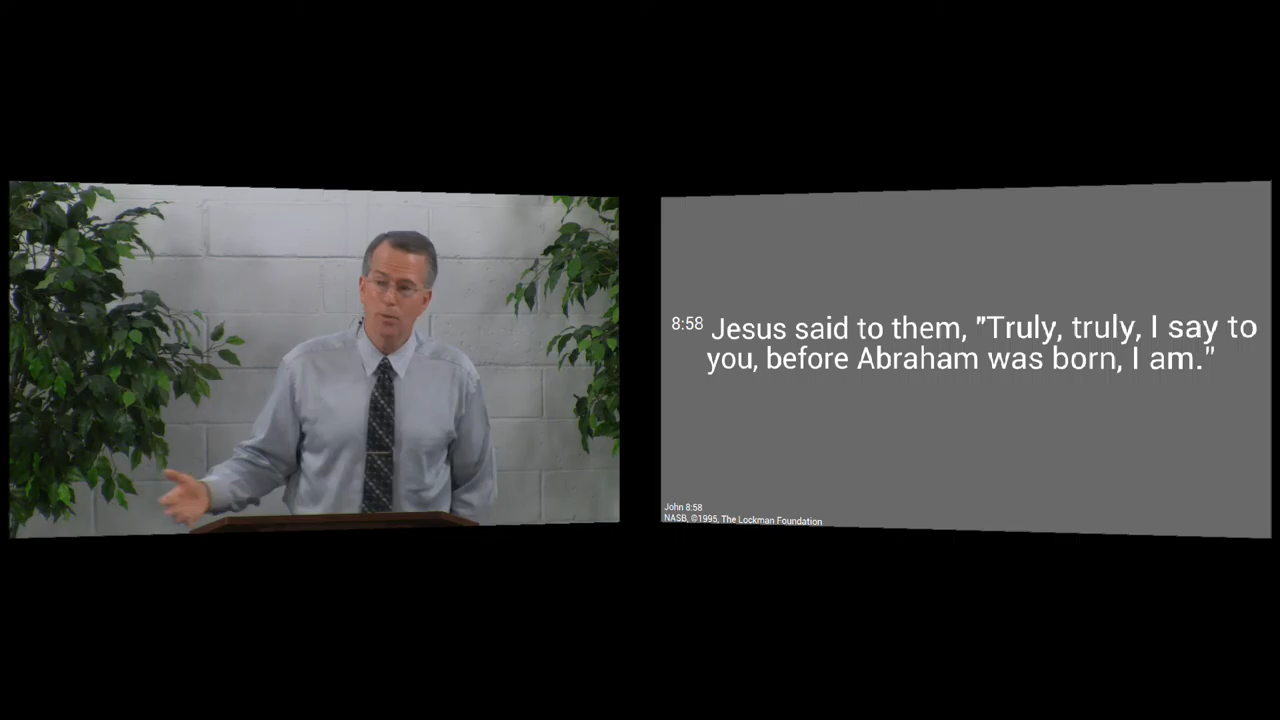 8:58 Jesus said to them, "Truly, truly, I say to
you, before Abraham was born, I am."
John 8:58
NASB, ©1995, The Lockman Foundation